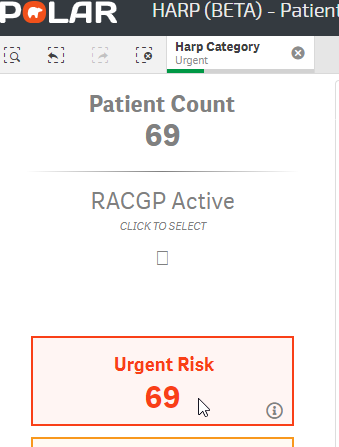 POLAR
HARP (BETA) - Patient
Harp Category
Urgent
Patient Count
69
RACGP Active
CLICK TO SELECT
Urgent Risk
69